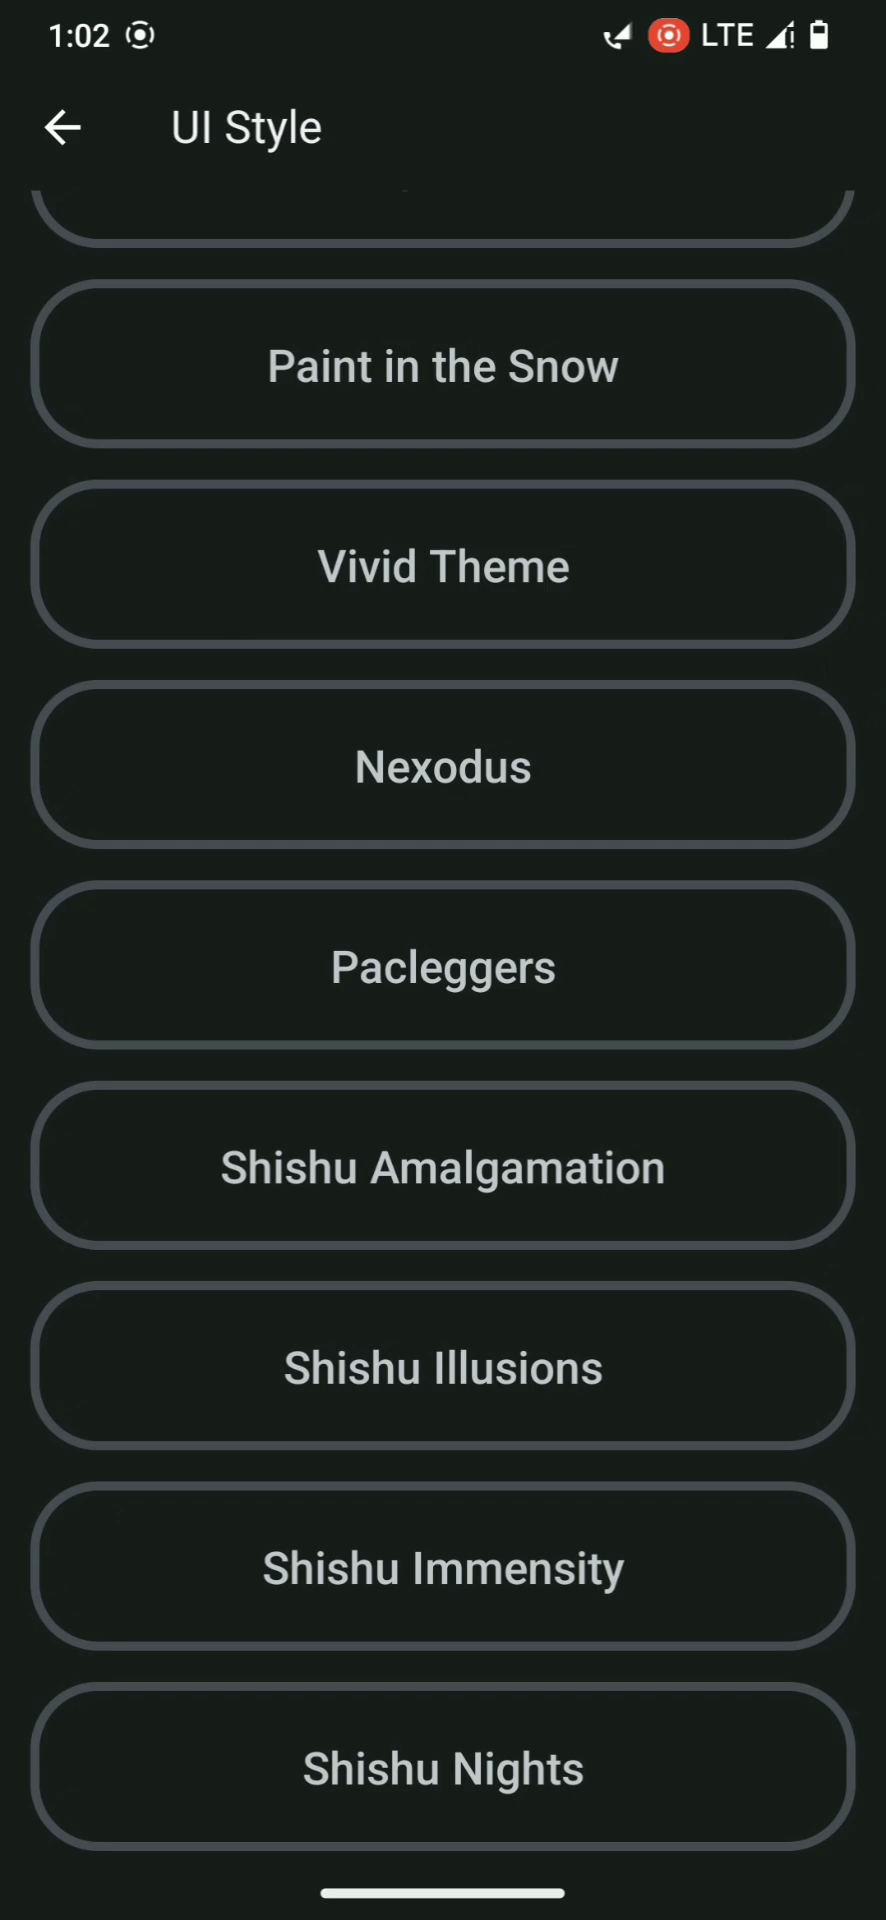 1:02
LTE
UI Style
Paint in the Snow
Vivid Theme
Nexodus
Pacleggers
Shishu Amalgamation
Shishu Illusions
Shishu Immensity
Shishu Nights